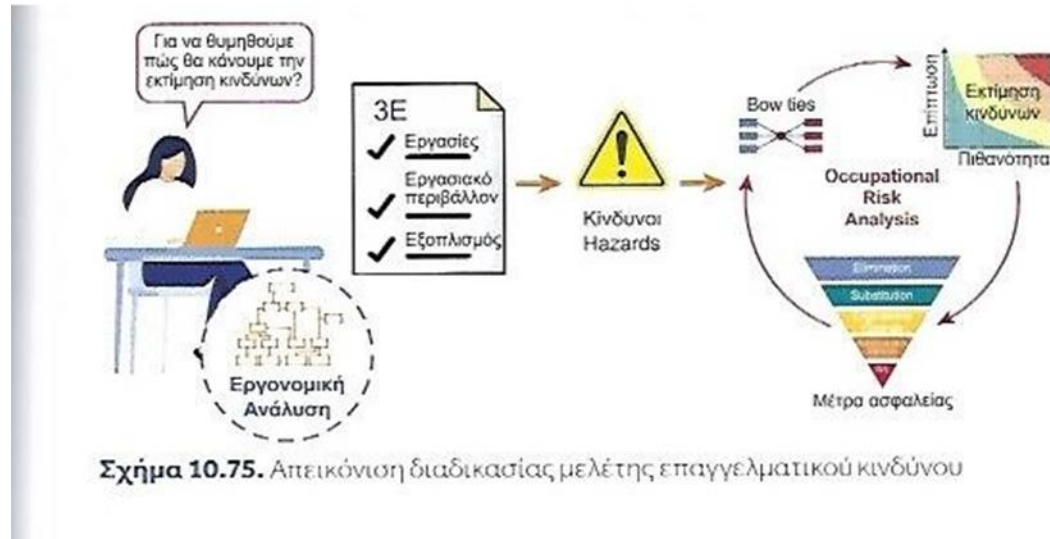 Για να θυμηθούμε
πώς θα κάνουμε την
εκτίμηση κινδύνων?
3Ε
Εργασίες
Εργασιακό
περιβάλλον
Εξοπλισμός
Εργονομική
Ανάλυση
Κίνδυνοι
Hazards
Bow ties
Επίπτωση
Εκτίμηση
κινδύνων
Πιθανότητα
Occupational
Risk
Analysis
Elimination
Substitution
Μέτρα ασφαλείας
Σχήμα 10.75. Απεικόνιση διαδικασίας μελέτης επαγγελματικού κινδύνου